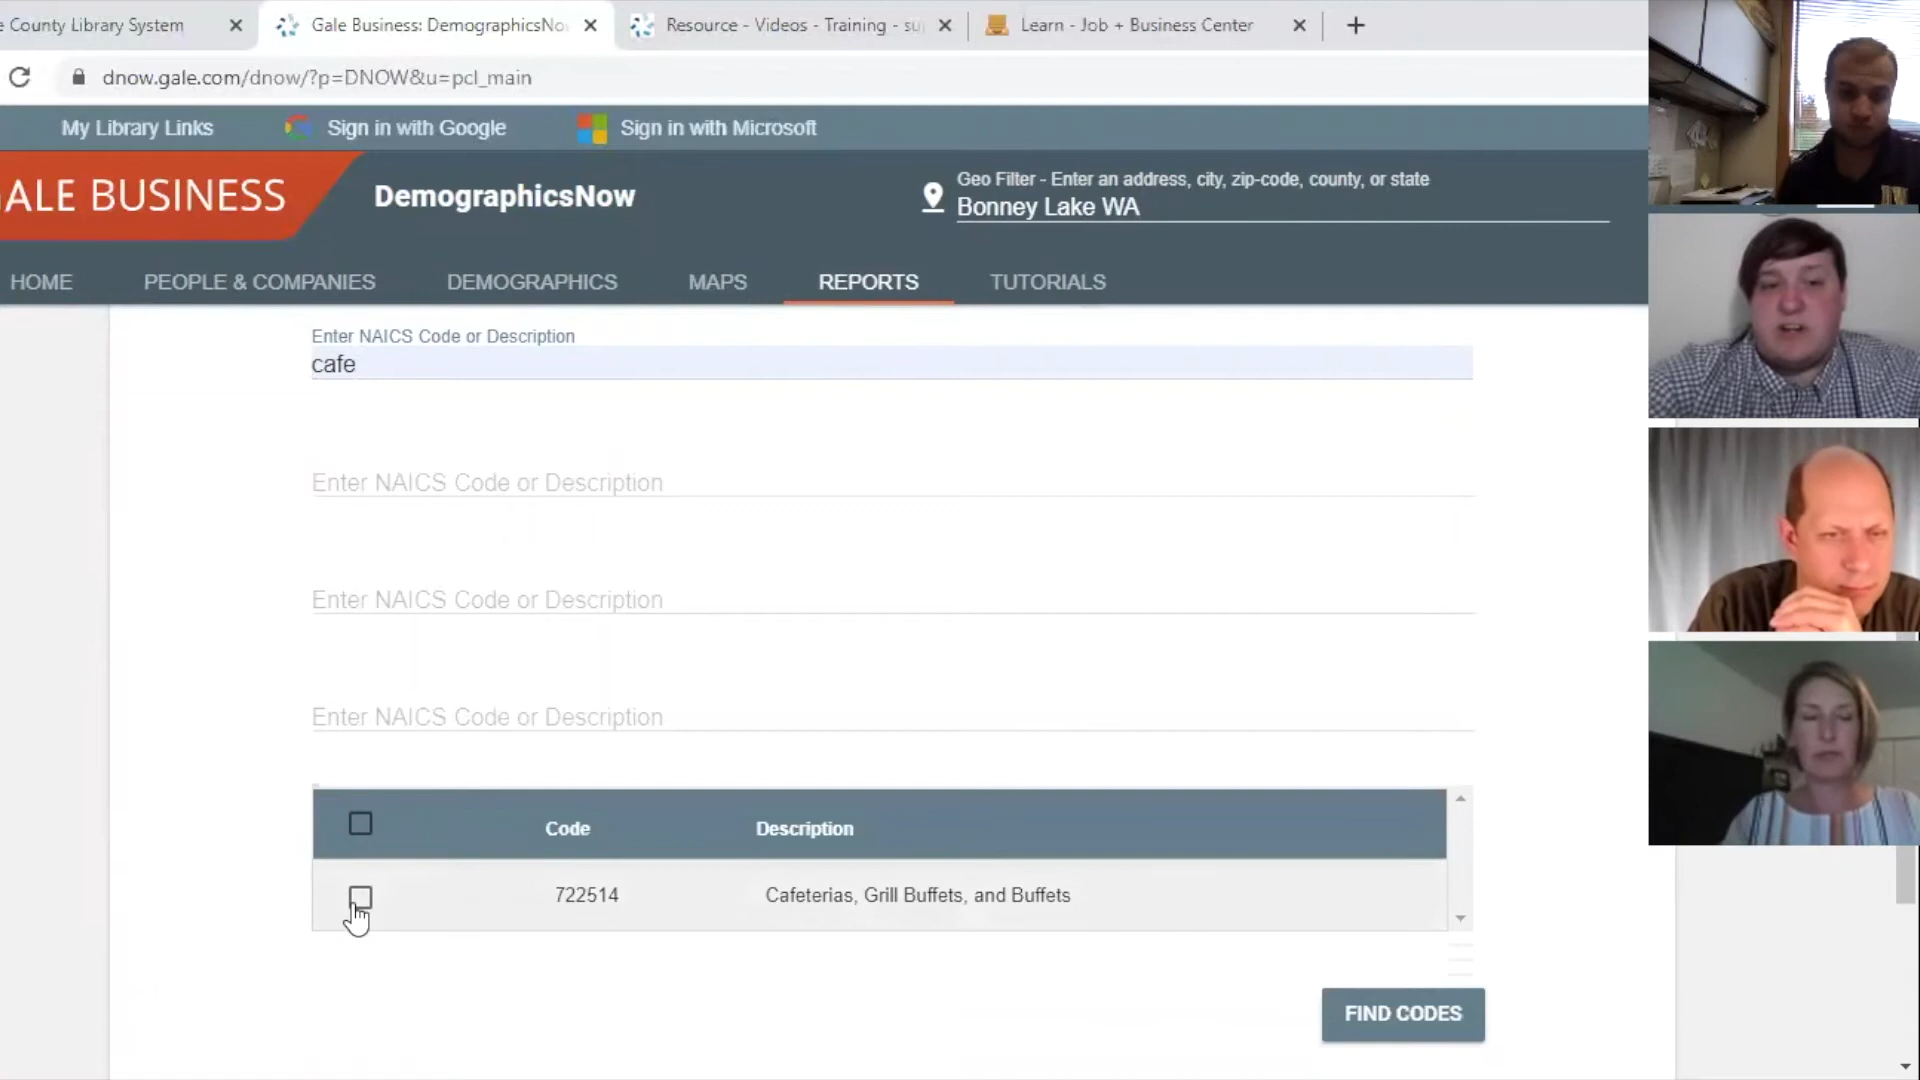 e County Library System
Gale Business: DemographicsNo
Resource - Videos - Training - su
Learn - Job + Business Center
dnow.gale.com/dnow/?p=DNOW&u=pcl_main
My Library Links
Sign in with Google
Sign in with Microsoft
ALE BUSINESS
DemographicsNow
Geo Filter - Enter an address, city, zip-code, county, or state
Bonney Lake WA
HOME
PEOPLE & COMPANIES
DEMOGRAPHICS
MAPS
REPORTS
TUTORIALS
Enter NAICS Code or Description
cafe
Enter NAICS Code or Description
Enter NAICS Code or Description
Enter NAICS Code or Description
Code
Description
722514
Cafeterias, Grill Buffets, and Buffets
FIND CODES